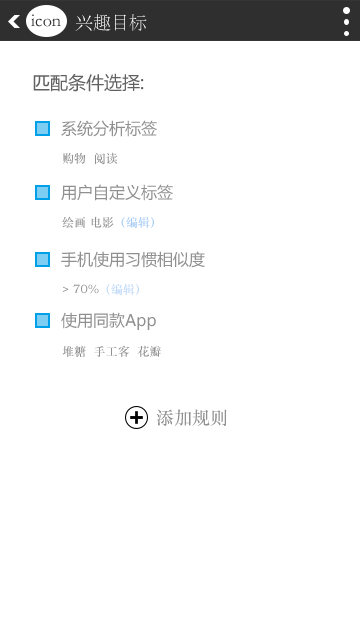 icon 兴趣目标
匹配条件选择:
系统分析标签
购物 阅读
用户自定义标签
绘画 电影（编辑）
手机使用习惯相似度
> 70%（编辑）
使用同款App
堆糖 手工客 花瓣
添加规则